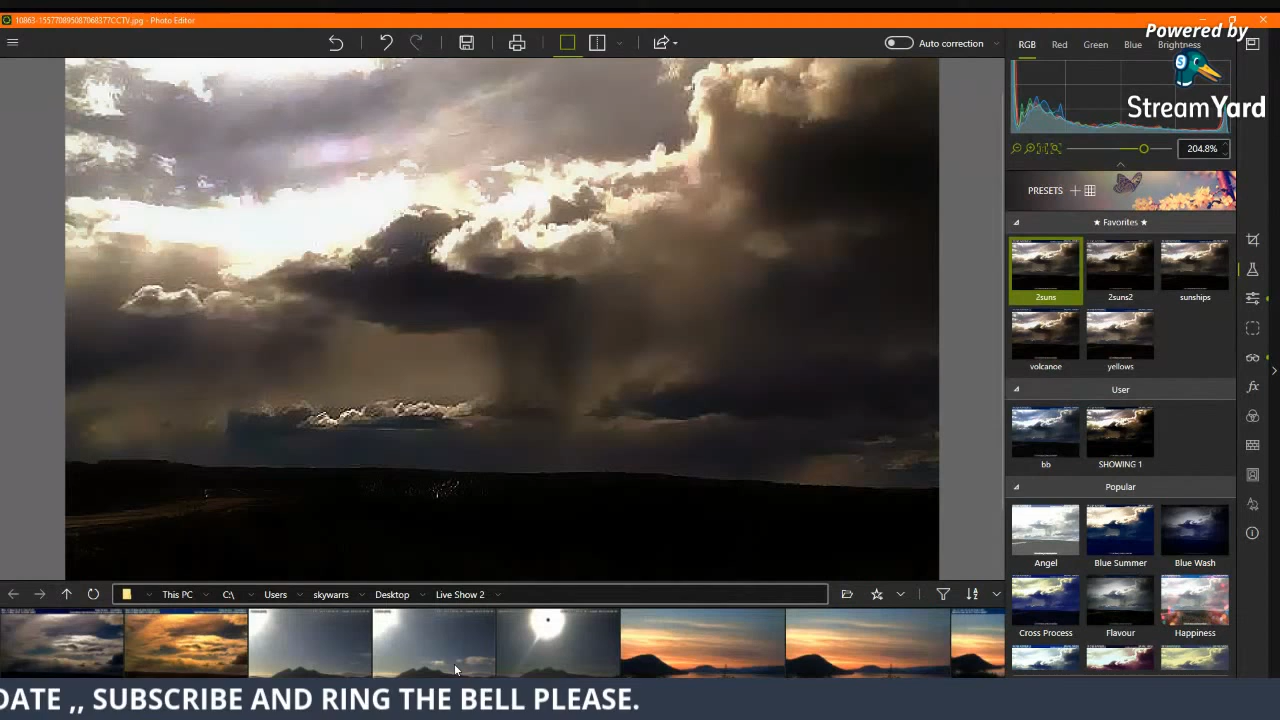 10863-155770895087068377CCTV.jpg - Photo Editor
Powered by
StreamYard
Auto correction
RGB Red Green Blue Brightness
204.8%
PRESETS
★ Favorites ★
2suns 2suns2 sunships
volcanoe yellows
User
bb SHOWING 1
Popular
Angel Blue Summer Blue Wash
Cross Process Flavour Happiness
This PC C:\ Users skywarrs Desktop Live Show 2
DATE ,, SUBSCRIBE AND RING THE BELL PLEASE.